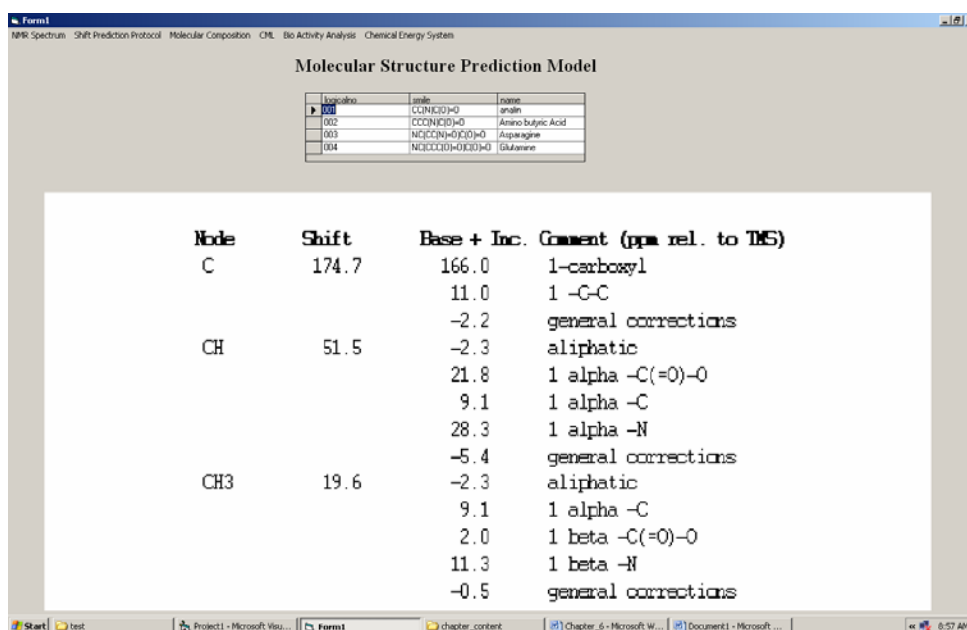 Form1
NMR Spectrum Shift Prediction Protocol Molecular Composition CML Bio Activity Analysis Chemical Energy System
Molecular Structure Prediction Model
logicalno smile name
001 CC(N)C(O)=O analin
002 CCC(N)C(O)=O Amino butyric Acid
003 NC(CC(N)=O)C(O)=O Asparagine
004 NC(CCC(O)=O)C(O)=O Glutamine
Node Shift Base + Inc. Comment (ppm rel. to TMS)
C 174.7 166.0 1-carboxyl
11.0 1 -C-C
-2.2 general corrections
CH 51.5 -2.3 aliphatic
21.8 1 alpha -C(=O)-O
9.1 1 alpha -C
28.3 1 alpha -N
-5.4 general corrections
CH3 19.6 -2.3 aliphatic
9.1 1 alpha -C
2.0 1 beta -C(=O)-O
11.3 1 beta -N
-0.5 general corrections
Start test Project1 - Microsoft Visu... Form1 chapter_content Chapter_6 - Microsoft W... Document1 - Microsoft ... 8:57 AM